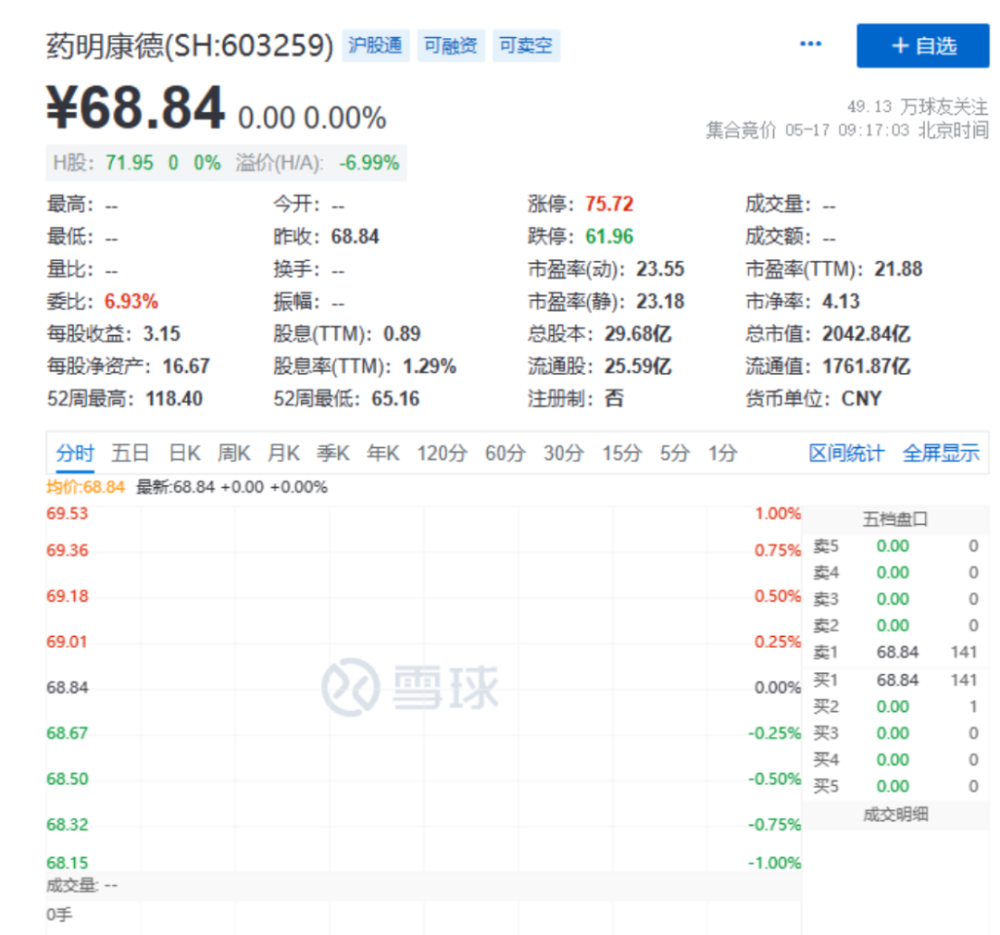 药明康德(SH:603259) 沪股通 可融资 可卖空 ··· +自选
¥68.84 0.00 0.00%
49.13 万球友关注
集合竞价 05-17 09:17:03 北京时间
H股: 71.95 0 0% 溢价(H/A): -6.99%
最高: -- 今开: -- 涨停: 75.72 成交量: --
最低: -- 昨收: 68.84 跌停: 61.96 成交额: --
量比: -- 换手: -- 市盈率(动): 23.55 市盈率(TTM): 21.88
委比: 6.93% 振幅: -- 市盈率(静): 23.18 市净率: 4.13
每股收益: 3.15 股息(TTM): 0.89 总股本: 29.68亿 总市值: 2042.84亿
每股净资产: 16.67 股息率(TTM): 1.29% 流通股: 25.59亿 流通值: 1761.87亿
52周最高: 118.40 52周最低: 65.16 注册制: 否 货币单位: CNY
分时 五日 日K 周K 月K 季K 年K 120分 60分 30分 15分 5分 1分 区间统计 全屏显示
均价:68.84 最新:68.84 +0.00 +0.00%
69.53 1.00%
69.36 0.75%
69.18 0.50%
69.01 0.25%
68.84 0.00%
68.67 -0.25%
68.50 -0.50%
68.32 -0.75%
68.15 -1.00%
雪球
成交量: --
0手
五档盘口
卖5 0.00 0
卖4 0.00 0
卖3 0.00 0
卖2 0.00 0
卖1 68.84 141
买1 68.84 141
买2 0.00 1
买3 0.00 0
买4 0.00 0
买5 0.00 0
成交明细